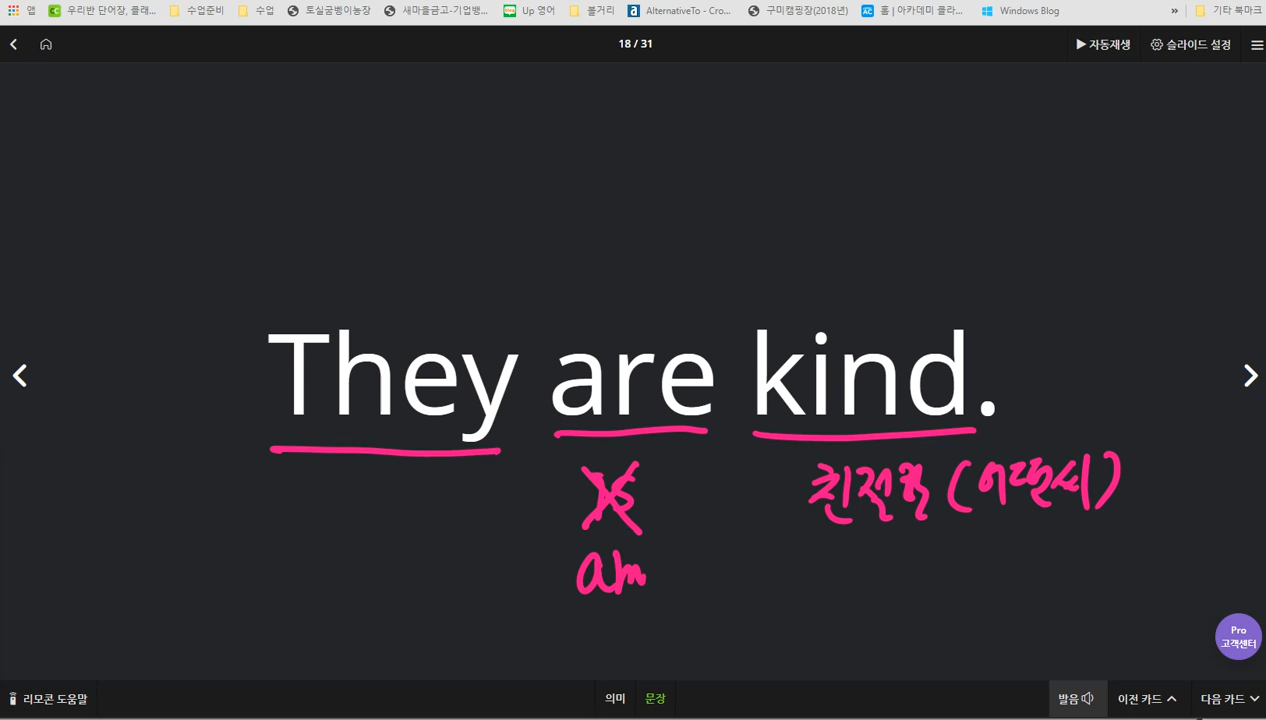 앱 우리반 단어장, 클래... 수업준비 수업 토실굼벵이농장 새마을금고-기업뱅... Up 영어 볼거리 AlternativeTo - Cro... 구미캠핑장(2018년) 홈 | 아카데미 클라... Windows Blog » 기타 북마크
18 / 31 자동재생 슬라이드 설정
They are kind.
is 친절한 (어떤씨)
am
Pro
고객센터
리모콘 도움말 의미 문장 발음 이전 카드 다음 카드